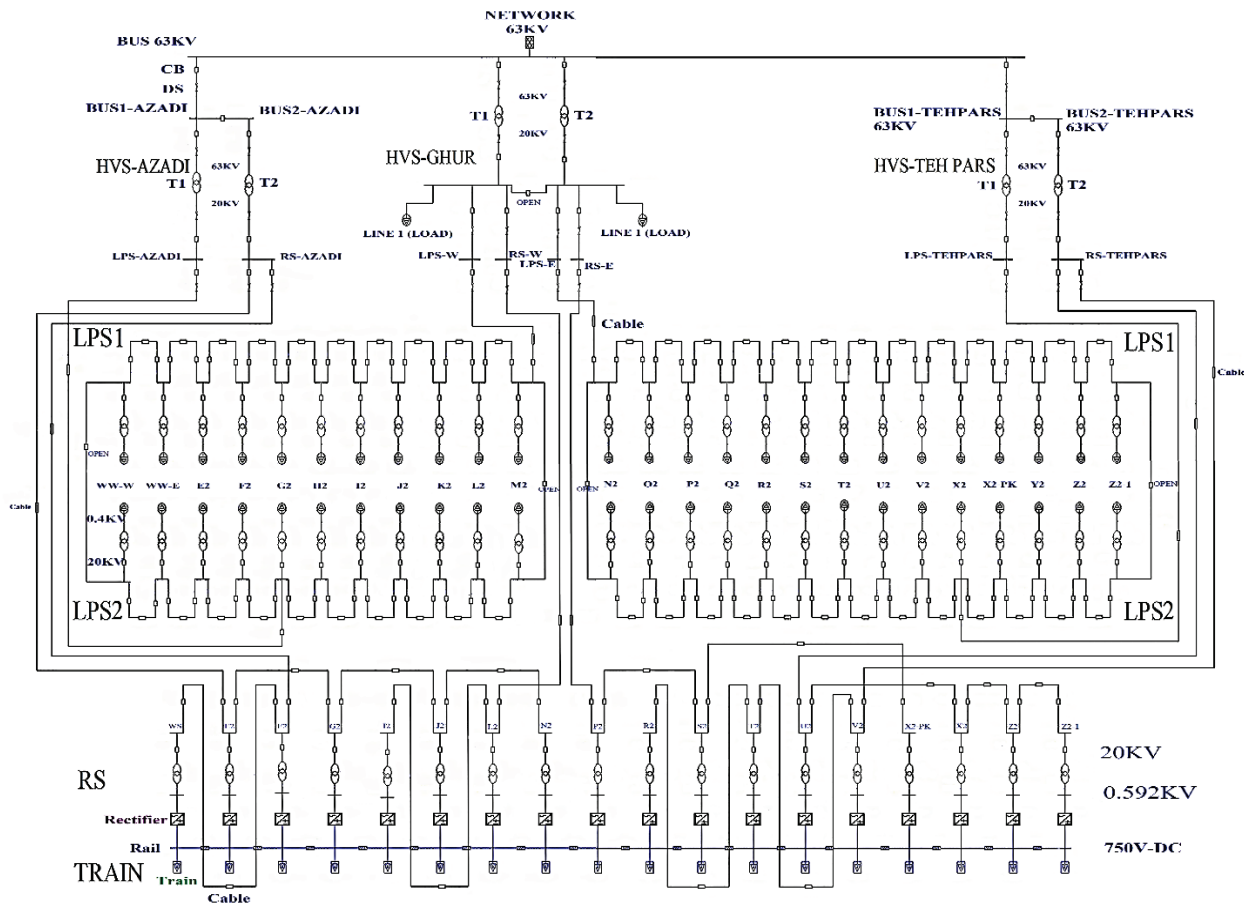 NETWORK
63KV
BUS 63KV
CB
DS
BUS1-AZADI
BUS2-AZADI
63KV
T1
T2
20KV
BUS1-TEHPARS
63KV
BUS2-TEHPARS
63KV
HVS-AZADI
T1
63KV
T2
20KV
HVS-GHUR
HVS-TEH PARS
T1
63KV
T2
20KV
OPEN
LINE 1 (LOAD)
LINE 1 (LOAD)
LPS-AZADI
RS-AZADI
LPS-W
RS-W
LPS-E
RS-E
LPS-TEHPARS
RS-TEHPARS
Cable
LPS1
LPS1
Cable
OPEN
WW-W WW-E E2 F2 G2 H2 I2 J2 K2 L2 M2
OPEN
OPEN
N2 O2 P2 Q2 R2 S2 T2 U2 V2 X2 X2 PK Y2 Z2 Z2 1
OPEN
Cable
0.4KV
20KV
LPS2
LPS2
WS G2 J2 L2 N2 P2 R2 S2 U2 V2 X2 PK X2 Z2 Z2 1
20KV
RS
0.592KV
Rectifier
Rail
750V-DC
TRAIN
Train
Cable